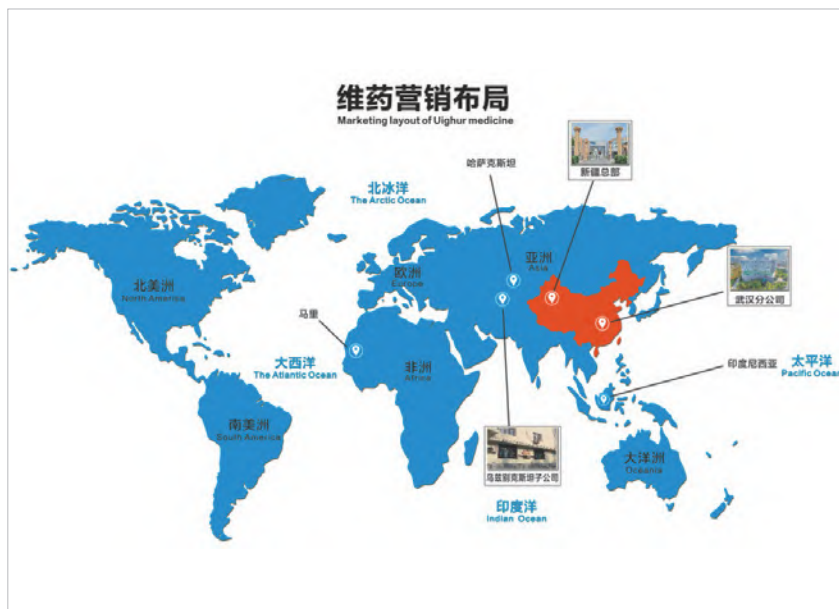 维药营销布局
Marketing layout of Uighur medicine
哈萨克斯坦
新疆总部
北冰洋
The Arctic Ocean
亚洲
Asia
欧洲
Europe
北美洲
North America
武汉分公司
马里
大西洋
The Atlantic Ocean
非洲
Africa
印度尼西亚
太平洋
Pacific Ocean
南美洲
South America
大洋洲
Oceania
乌兹别克斯坦子公司
印度洋
Indian Ocean